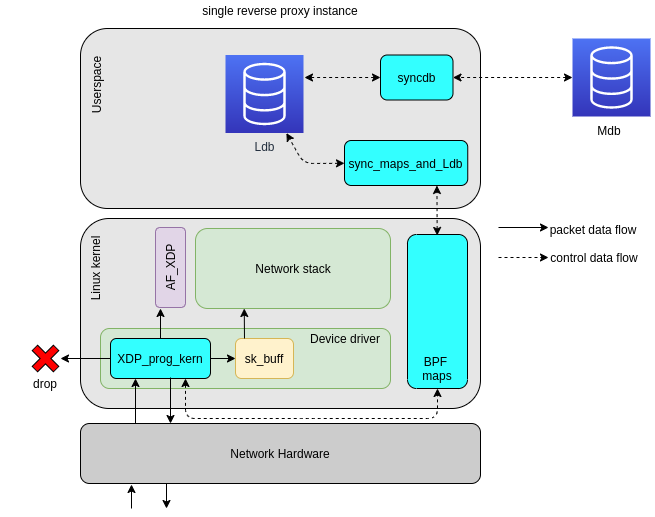 single reverse proxy instance
Userspace
syncdb
Ldb
Mdb
sync_maps_and_Ldb
Linux kernel
AF_XDP
Network stack
packet data flow
control data flow
Device driver
XDP_prog_kern
sk_buff
BPF
maps
drop
Network Hardware